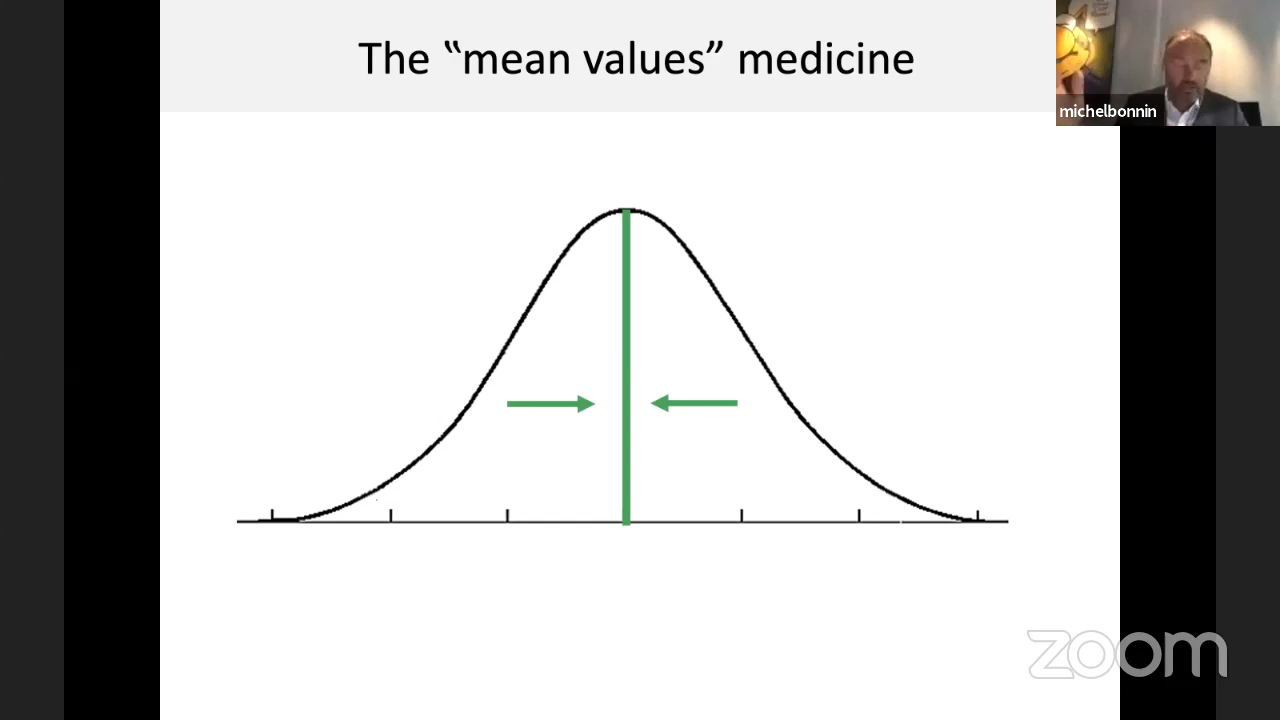 The ‟mean values” medicine
michelbonnin
zoom